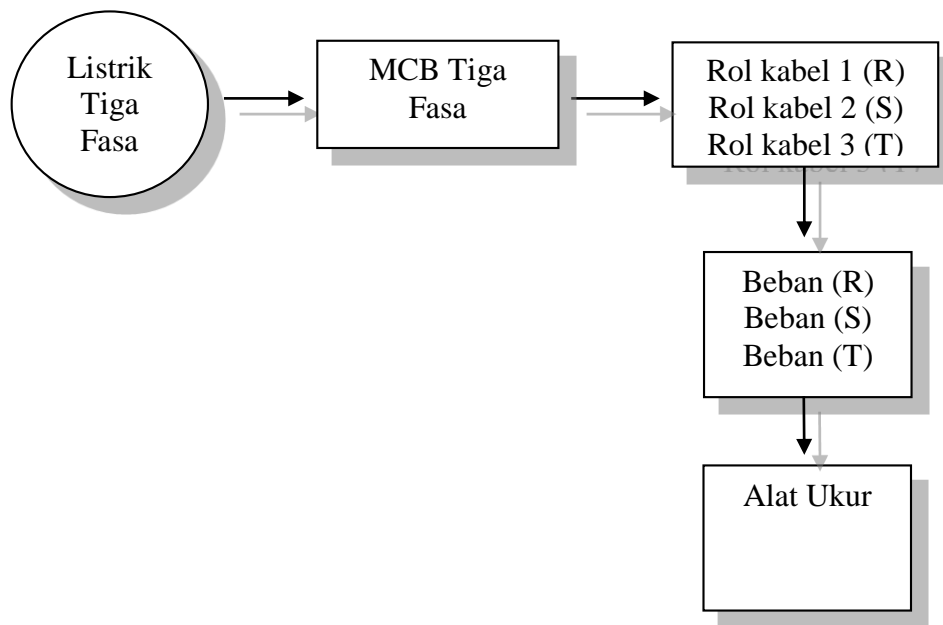 Listrik
Tiga
Fasa
MCB Tiga
Fasa
Rol kabel 1 (R)
Rol kabel 2 (S)
Rol kabel 3 (T)
Beban (R)
Beban (S)
Beban (T)
Alat Ukur